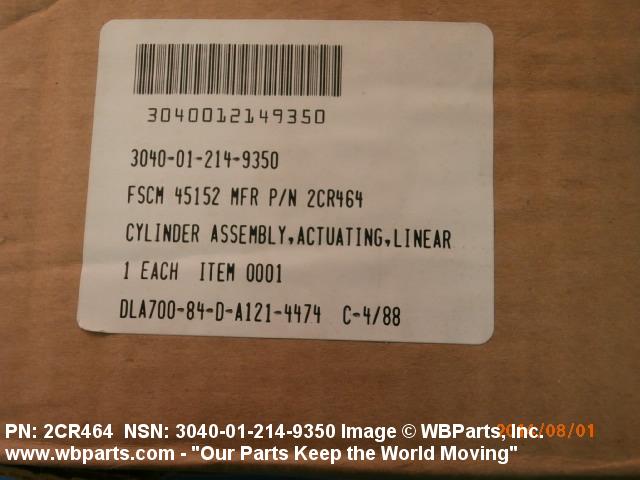 3040012149350
3040-01-214-9350
FSCM 45152 MFR P/N 2CR464
CYLINDER ASSEMBLY,ACTUATING,LINEAR
1 EACH ITEM 0001
DLA700-84-D-A121-4474 C-4/88
PN: 2CR464 NSN: 3040-01-214-9350 Image © WBParts, Inc.
/08/01
www.wbparts.com - "Our Parts Keep the World Moving"